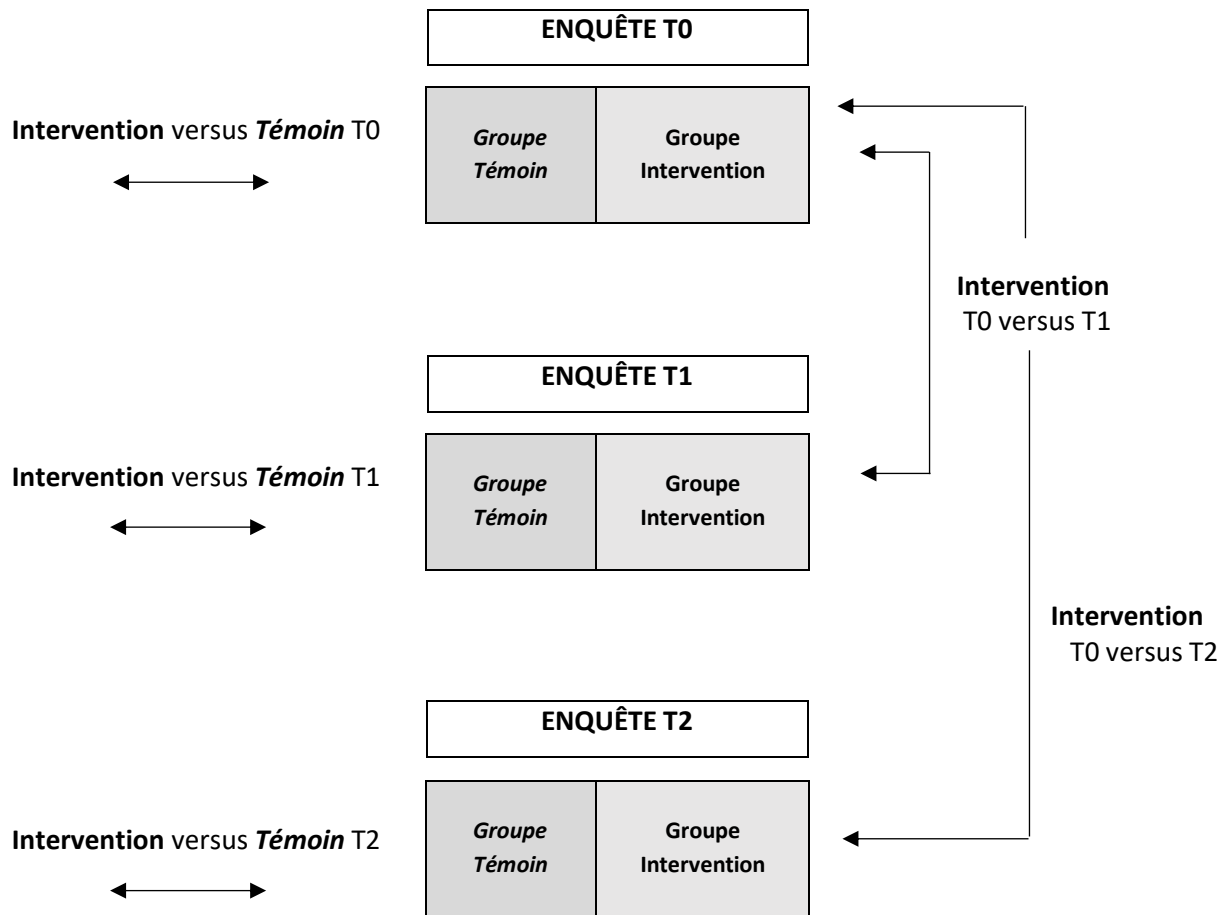 ENQUÊTE T0
Intervention versus Témoin T0
Groupe
Témoin
Groupe
Intervention
Intervention
T0 versus T1
ENQUÊTE T1
Intervention versus Témoin T1
Groupe
Témoin
Groupe
Intervention
Intervention
T0 versus T2
ENQUÊTE T2
Intervention versus Témoin T2
Groupe
Témoin
Groupe
Intervention